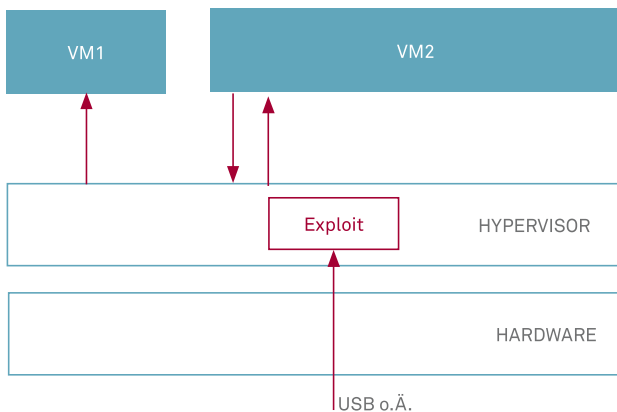 VM1
VM2
Exploit
HYPERVISOR
HARDWARE
USB o.Ä.